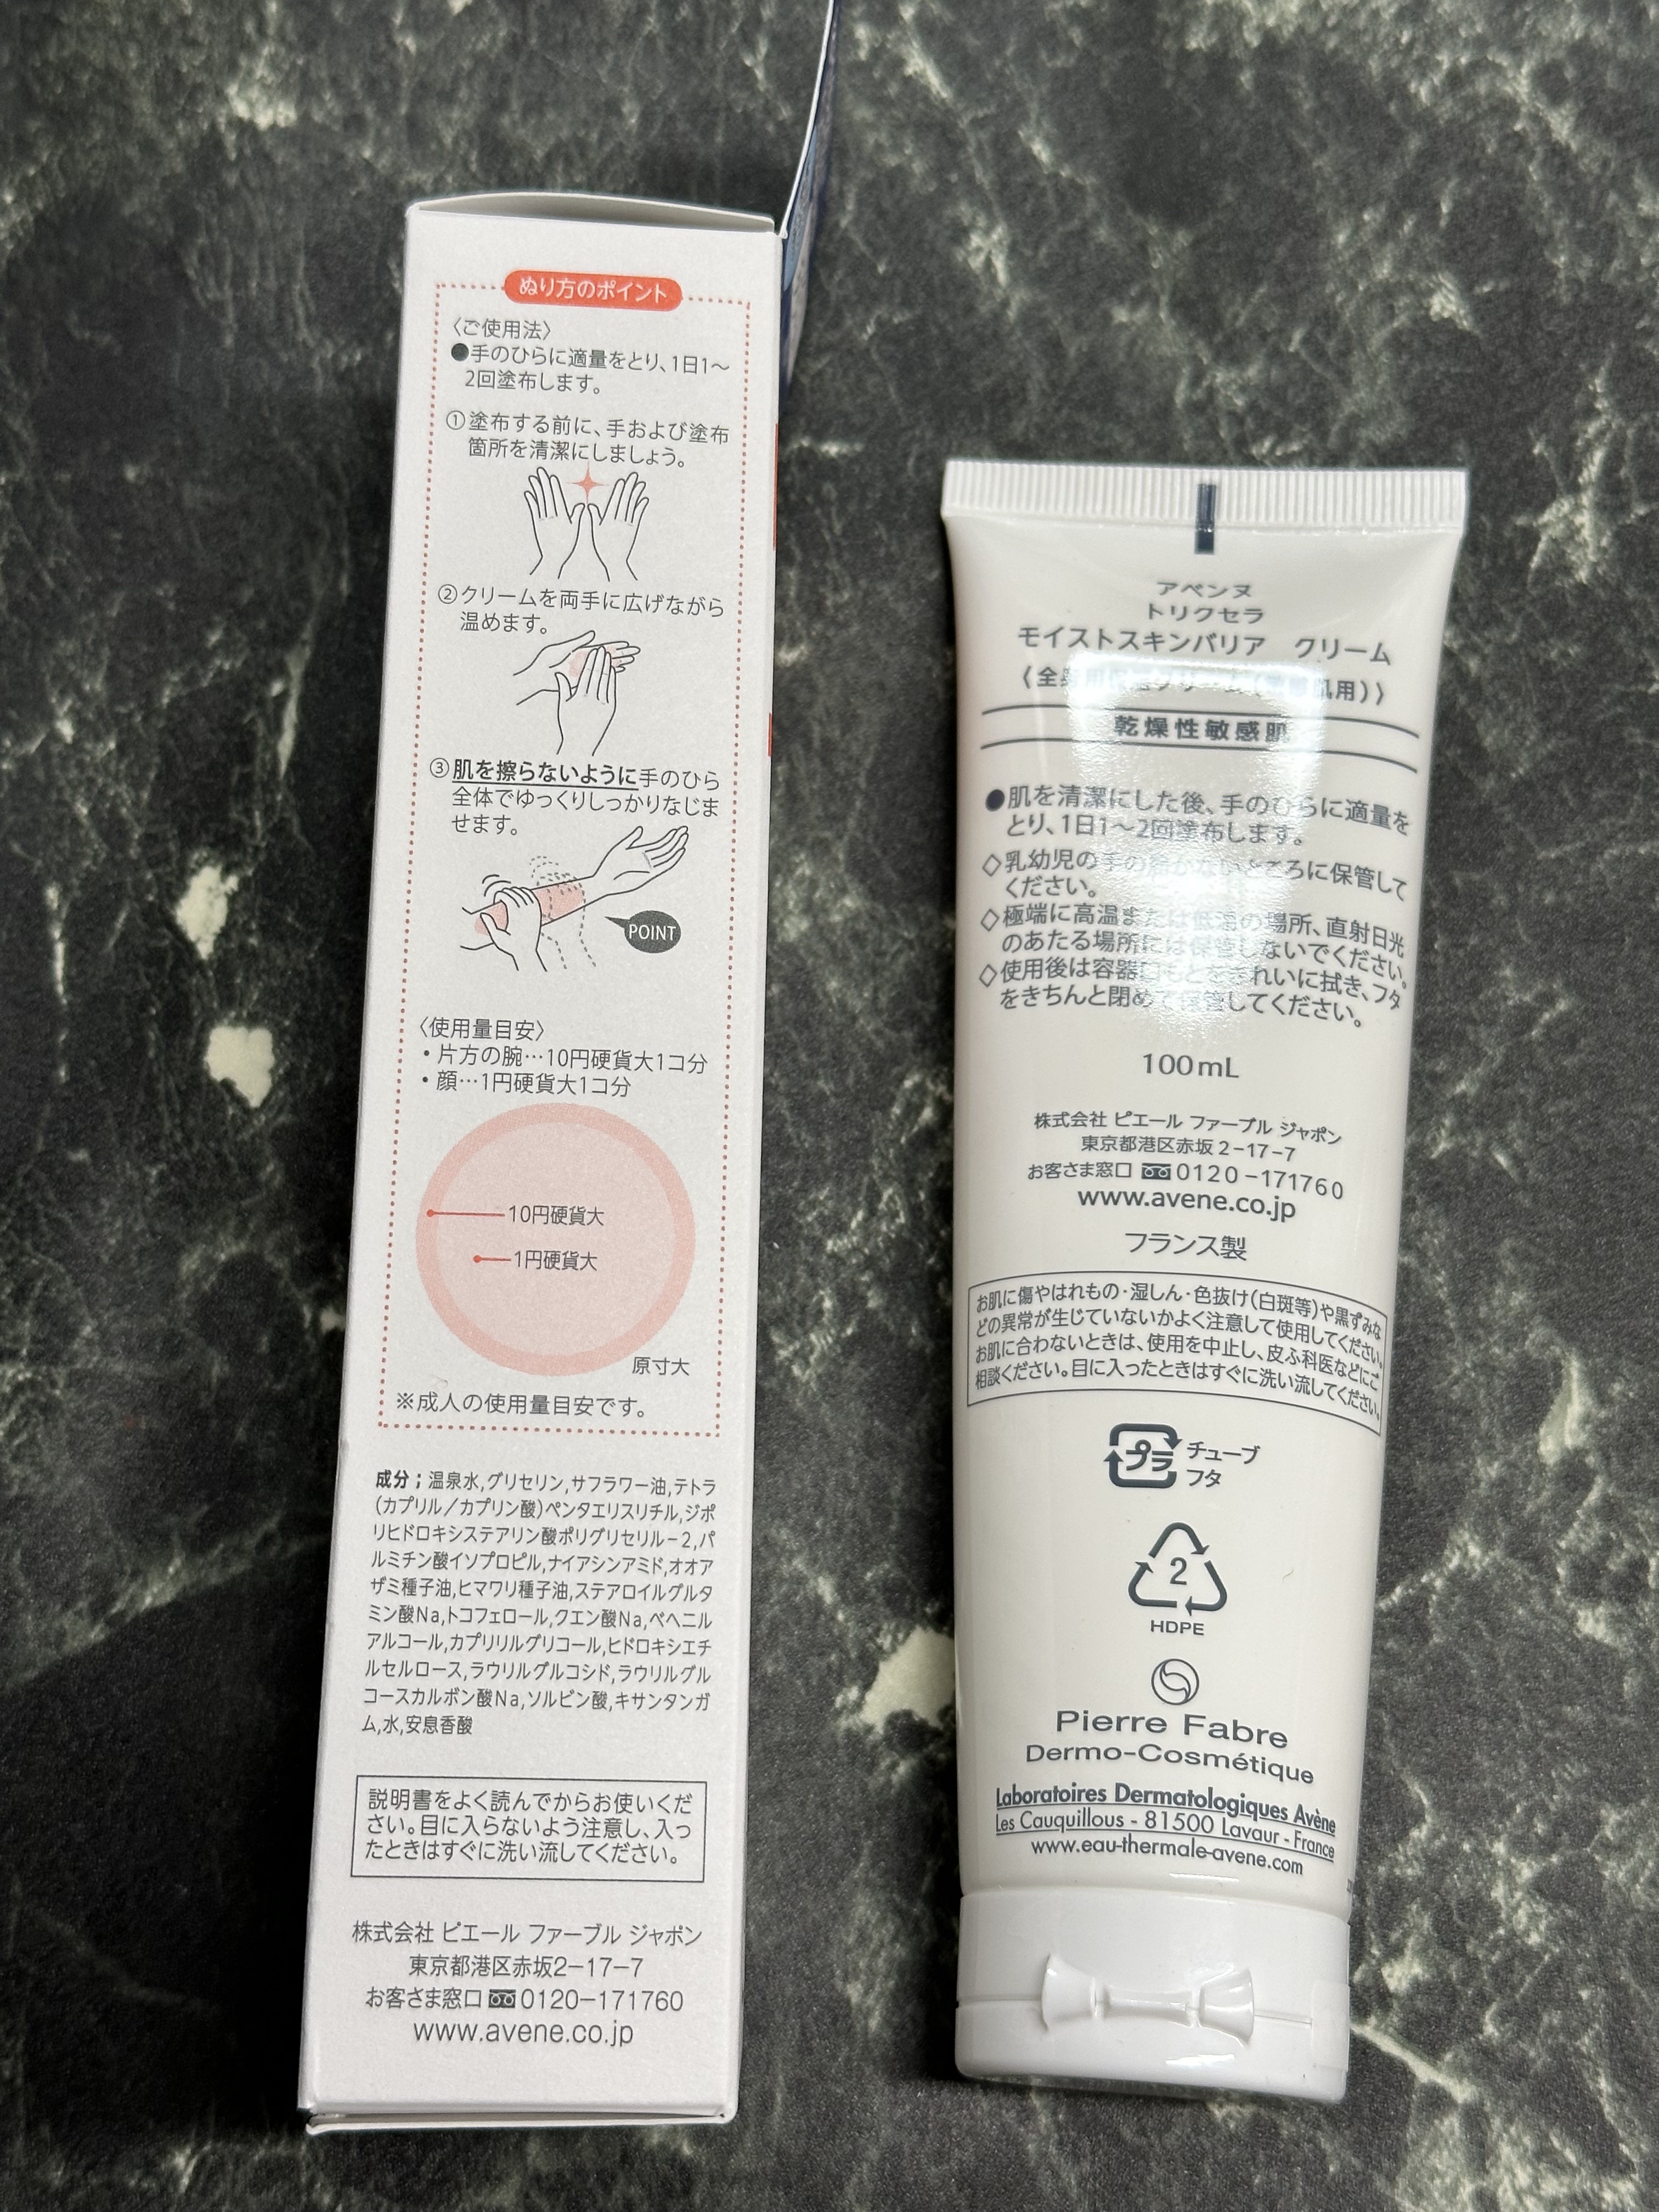 ぬり方のポイント
〈ご使用法〉
●手のひらに適量をとり、1日1〜
2回塗布します。
①塗布する前に、手および塗布
箇所を清潔にしましょう。
②クリームを両手に広げながら
温めます。
③肌を擦らないように手のひら
全体でゆっくりしっかりなじま
せます。
POINT
〈使用量目安〉
・片方の腕…10円硬貨大1コ分
・顔…1円硬貨大1コ分
10円硬貨大
1円硬貨大
原寸大
※成人の使用量目安です。
成分；温泉水,グリセリン,サフラワー油,テトラ
(カプリル／カプリン酸)ペンタエリスリチル,ジポ
リヒドロキシステアリン酸ポリグリセリル－2,パ
ルミチン酸イソプロピル,ナイアシンアミド,オオア
ザミ種子油,ヒマワリ種子油,ステアロイルグルタ
ミン酸Na,トコフェロール,クエン酸Na,ベヘニル
アルコール,カプリリルグリコール,ヒドロキシエチ
ルセルロース,ラウリルグルコシド,ラウリルグル
コースカルボン酸Na,ソルビン酸,キサンタンガ
ム,水,安息香酸
説明書をよく読んでからお使いくだ
さい。目に入らないよう注意し、入っ
たときはすぐに洗い流してください。
株式会社 ピエール ファーブル ジャポン
東京都港区赤坂2－17－7
お客さま窓口 0120－171760
www.avene.co.jp
アベンヌ
トリクセラ
モイストスキンバリア クリーム
〈全身用保湿クリーム(敏感肌用)〉
乾燥性敏感肌
●肌を清潔にした後、手のひらに適量を
とり、1日1〜2回塗布します。
◇乳幼児の手の届かないところに保管して
ください。
◇極端に高温または低温の場所、直射日光
のあたる場所には保管しないでください。
◇使用後は容器口もとをきれいに拭き、フタ
をきちんと閉めて保管してください。
100mL
株式会社 ピエール ファーブル ジャポン
東京都港区赤坂 2－17－7
お客さま窓口 0120－171760
www.avene.co.jp
フランス製
お肌に傷やはれもの・湿しん・色抜け(白斑等)や黒ずみな
どの異常が生じていないかよく注意して使用してください。
お肌に合わないときは、使用を中止し、皮ふ科医などにご
相談ください。目に入ったときはすぐに洗い流してください。
プラ チューブ
フタ
2
HDPE
Pierre Fabre
Dermo-Cosmétique
Laboratoires Dermatologiques Avène
Les Cauquillous - 81500 Lavaur - France
www.eau-thermale-avene.com